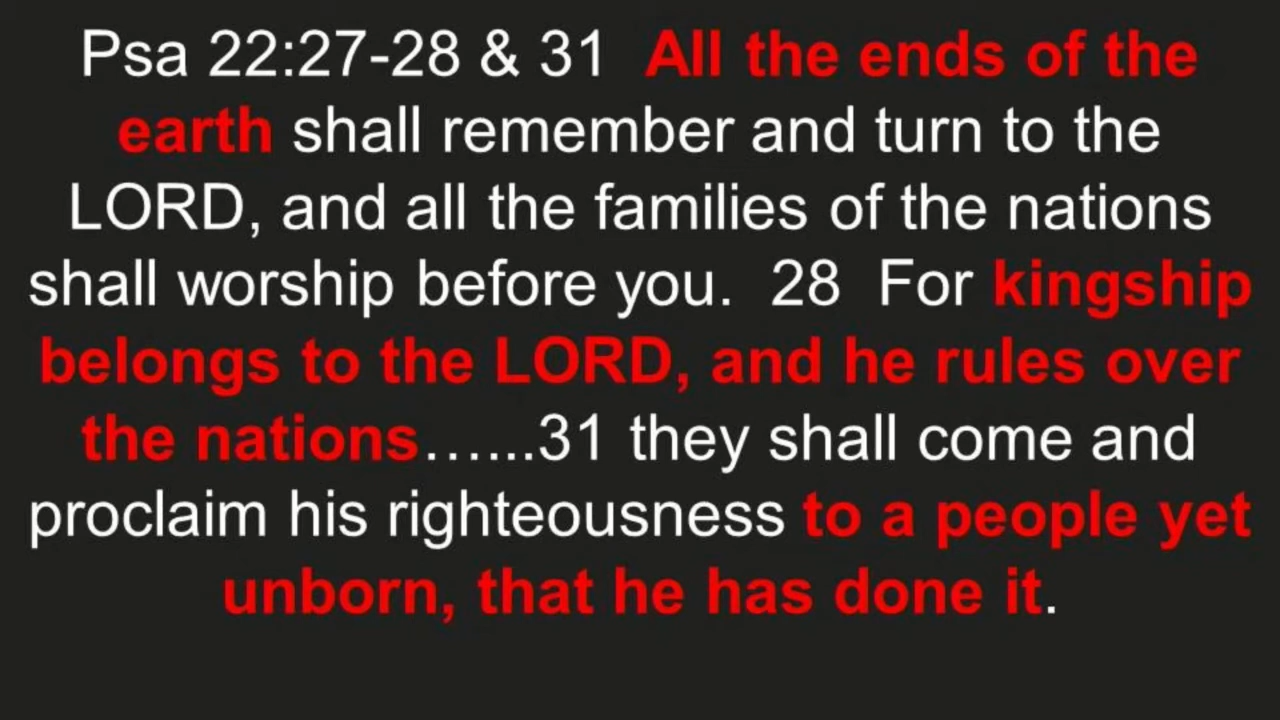 Psa 22:27-28 & 31  All the ends of the
earth shall remember and turn to the
LORD, and all the families of the nations
shall worship before you.  28  For kingship
belongs to the LORD, and he rules over
the nations…...31 they shall come and
proclaim his righteousness to a people yet
unborn, that he has done it.